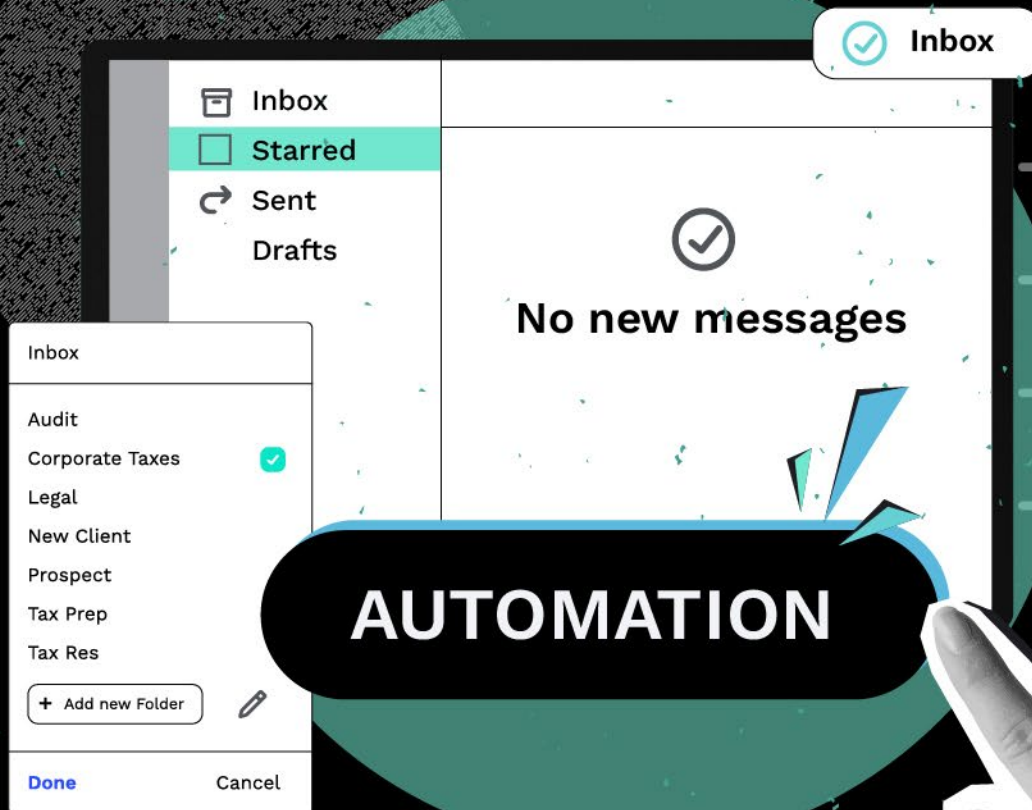 Inbox
Inbox
Starred
Sent
Drafts
No new messages
Inbox
Audit
Corporate Taxes
Legal
New Client
Prospect
Tax Prep
Tax Res
+ Add new Folder
Done Cancel
AUTOMATION